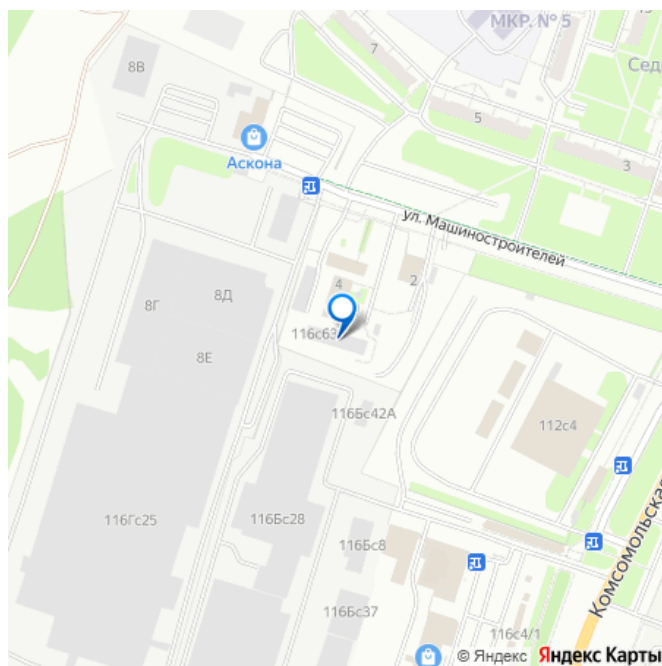 МКР. № 5
8В
7
Сед
5
Аскона
3
ул. Машиностроителей
2
4
8Д
8Г
116с63
8Е
116Бс42А
112с4
116Гс25
116Бс28
116Бс8
Комсомольская
116Бс37
116с4/1
© Яндекс Яндекс Карты